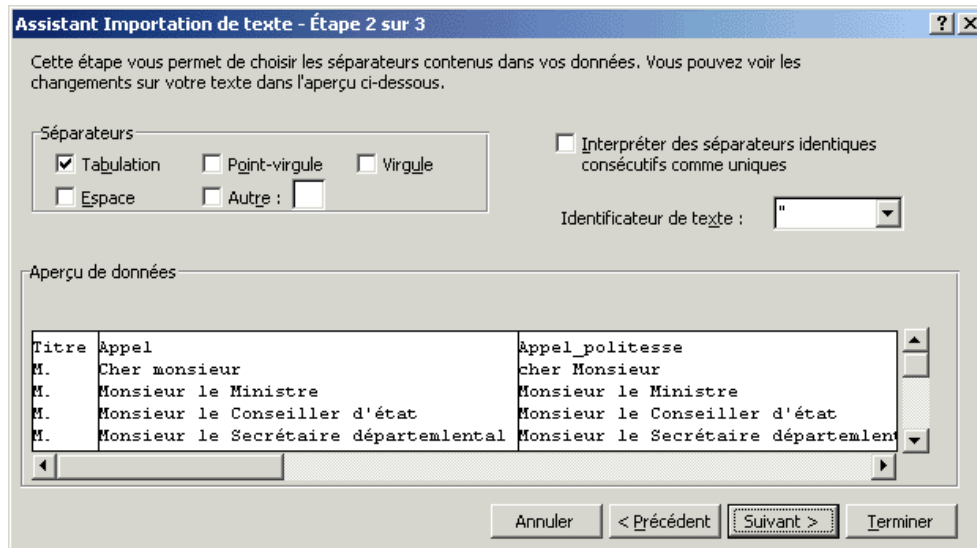 Assistant Importation de texte - Étape 2 sur 3
Cette étape vous permet de choisir les séparateurs contenus dans vos données. Vous pouvez voir les
changements sur votre texte dans l'aperçu ci-dessous.
Séparateurs
Tabulation Point-virgule Virgule
Espace Autre :
Interpréter des séparateurs identiques
consécutifs comme uniques
Identificateur de texte : "
Aperçu de données
Titre Appel Appel_politesse
M. Cher monsieur cher Monsieur
M. Monsieur le Ministre Monsieur le Ministre
M. Monsieur le Conseiller d'état Monsieur le Conseiller d'état
M. Monsieur le Secrétaire départemlental Monsieur le Secrétaire départemlent
Annuler < Précédent Suivant > Terminer